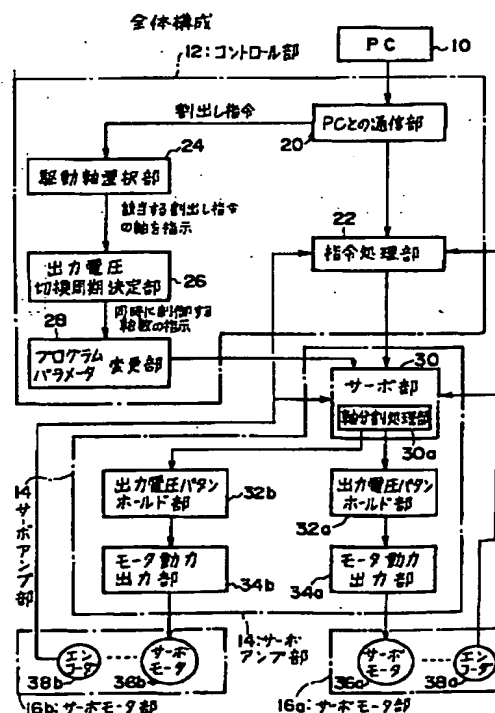 全体構成
PC
10
12:コントロール部
割出し指令
PCとの通信部
20
24
駆動軸選択部
該当する割出し指令
の軸を指示
22
指令処理部
出力電圧
切換周期決定部
26
同時に制御する
軸数の指示
28
プログラム
パラメータ 変更部
30
サーボ部
軸分割処理部
30a
14
サーボアンプ部
出力電圧パタン
ホールド部
32b
出力電圧パタン
ホールド部
32a
モータ動力
出力部
34b
モータ動力
出力部
34a
14:サーボ
アンプ部
エンコーダ
38b
サーボ
モータ
36b
16b:サーボモータ部
サーボ
モータ
36a
エンコーダ
38a
16a:サーボモータ部